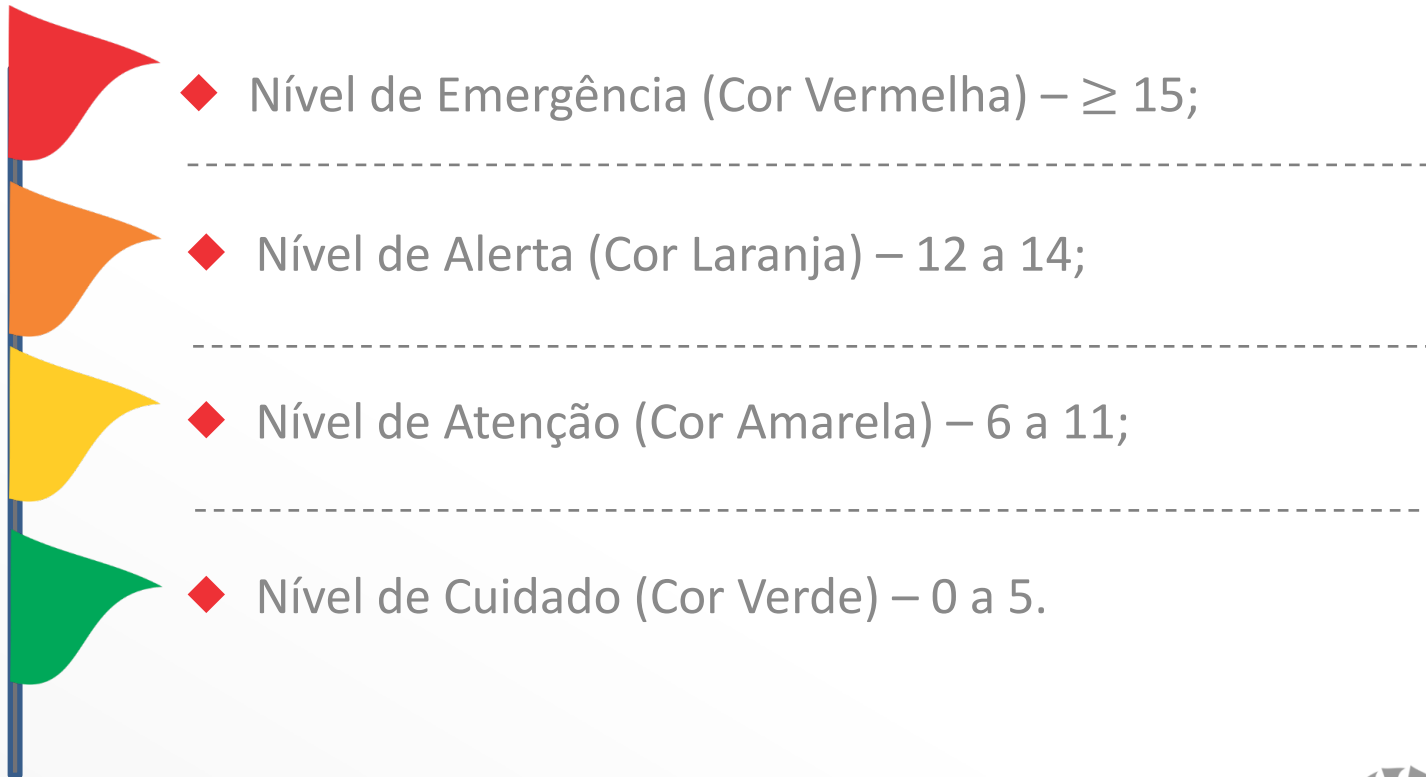 Nível de Emergência (Cor Vermelha) – ≥ 15;
Nível de Alerta (Cor Laranja) – 12 a 14;
Nível de Atenção (Cor Amarela) – 6 a 11;
Nível de Cuidado (Cor Verde) – 0 a 5.